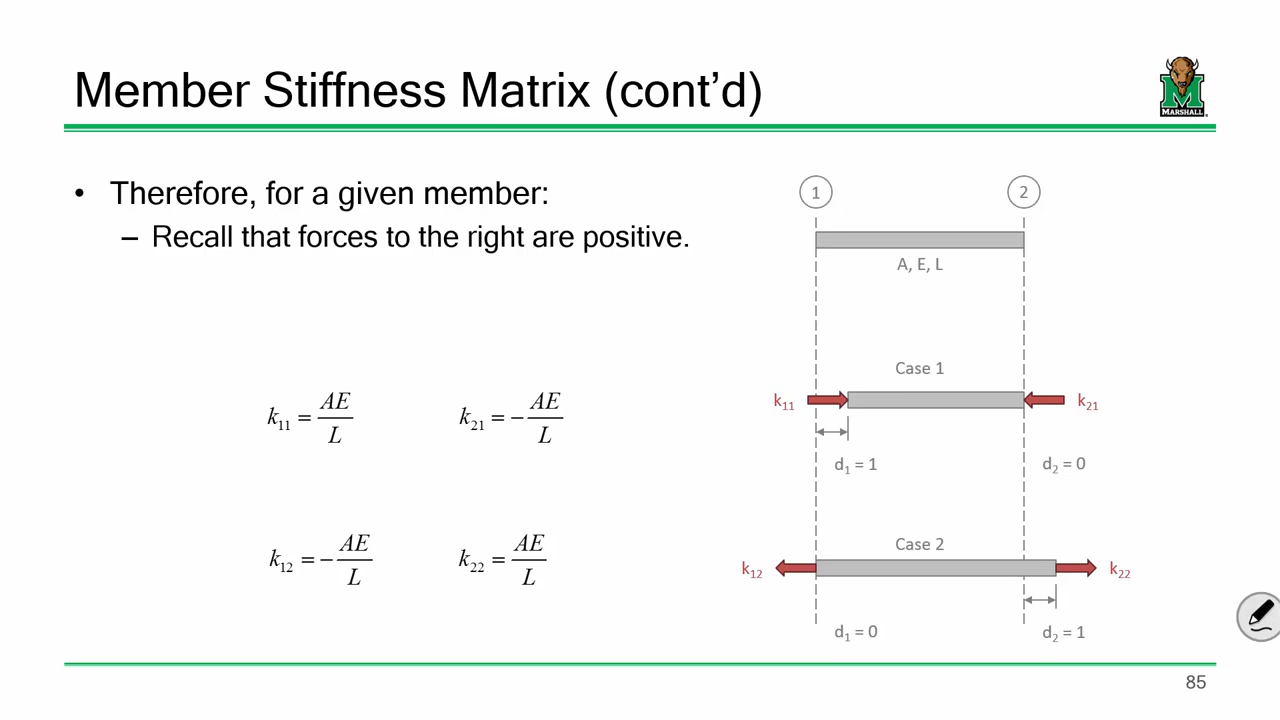 Member Stiffness Matrix (cont'd)
M
MARSHALL
• Therefore, for a given member:
– Recall that forces to the right are positive.
k11 = AE/L
k21 = -AE/L
k12 = -AE/L
k22 = AE/L
1
2
A, E, L
Case 1
k11
k21
d1 = 1
d2 = 0
Case 2
k12
k22
d1 = 0
d2 = 1
85